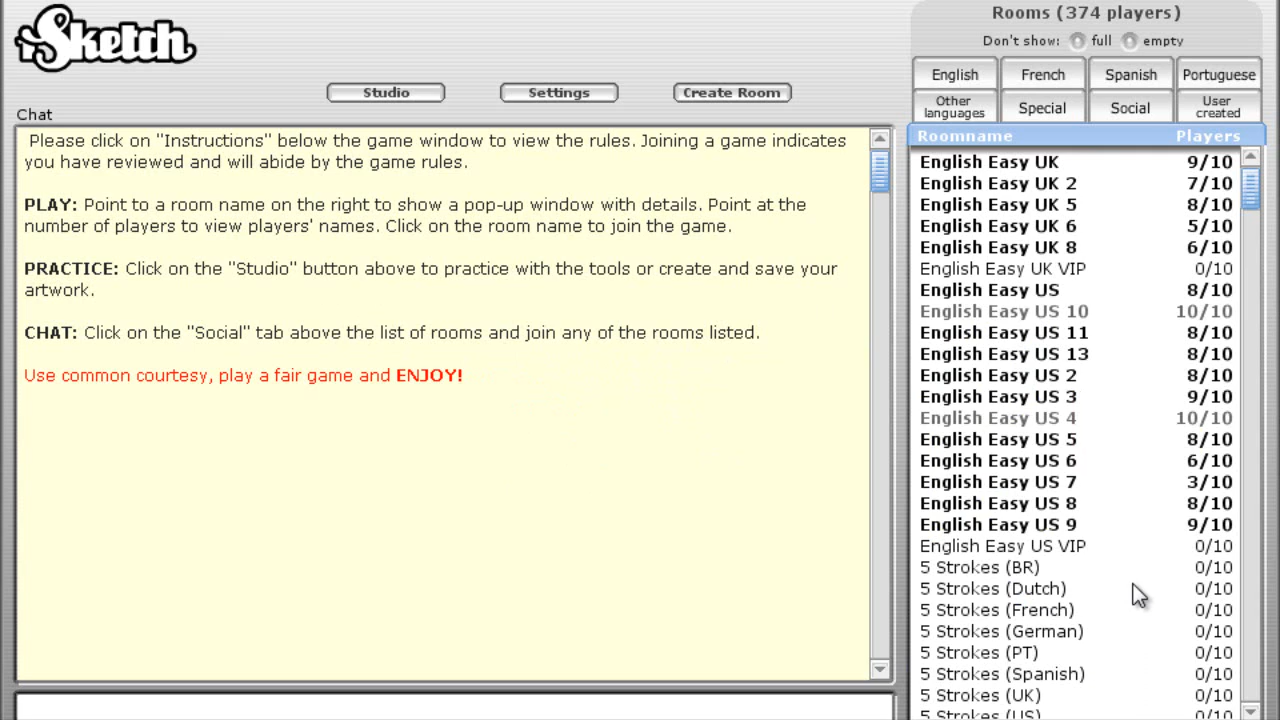 iSketch
Rooms (374 players)
Don't show: full empty
Studio Settings Create Room
English French Spanish Portuguese
Other languages Special Social User created
Chat
Roomname Players
Please click on "Instructions" below the game window to view the rules. Joining a game indicates
you have reviewed and will abide by the game rules.
PLAY: Point to a room name on the right to show a pop-up window with details. Point at the
number of players to view players' names. Click on the room name to join the game.
PRACTICE: Click on the "Studio" button above to practice with the tools or create and save your
artwork.
CHAT: Click on the "Social" tab above the list of rooms and join any of the rooms listed.
Use common courtesy, play a fair game and ENJOY!
English Easy UK 9/10
English Easy UK 2 7/10
English Easy UK 5 8/10
English Easy UK 6 5/10
English Easy UK 8 6/10
English Easy UK VIP 0/10
English Easy US 8/10
English Easy US 10 10/10
English Easy US 11 8/10
English Easy US 13 8/10
English Easy US 2 8/10
English Easy US 3 9/10
English Easy US 4 10/10
English Easy US 5 8/10
English Easy US 6 6/10
English Easy US 7 3/10
English Easy US 8 8/10
English Easy US 9 9/10
English Easy US VIP 0/10
5 Strokes (BR) 0/10
5 Strokes (Dutch) 0/10
5 Strokes (French) 0/10
5 Strokes (German) 0/10
5 Strokes (PT) 0/10
5 Strokes (Spanish) 0/10
5 Strokes (UK) 0/10
5 Strokes (US) 0/10